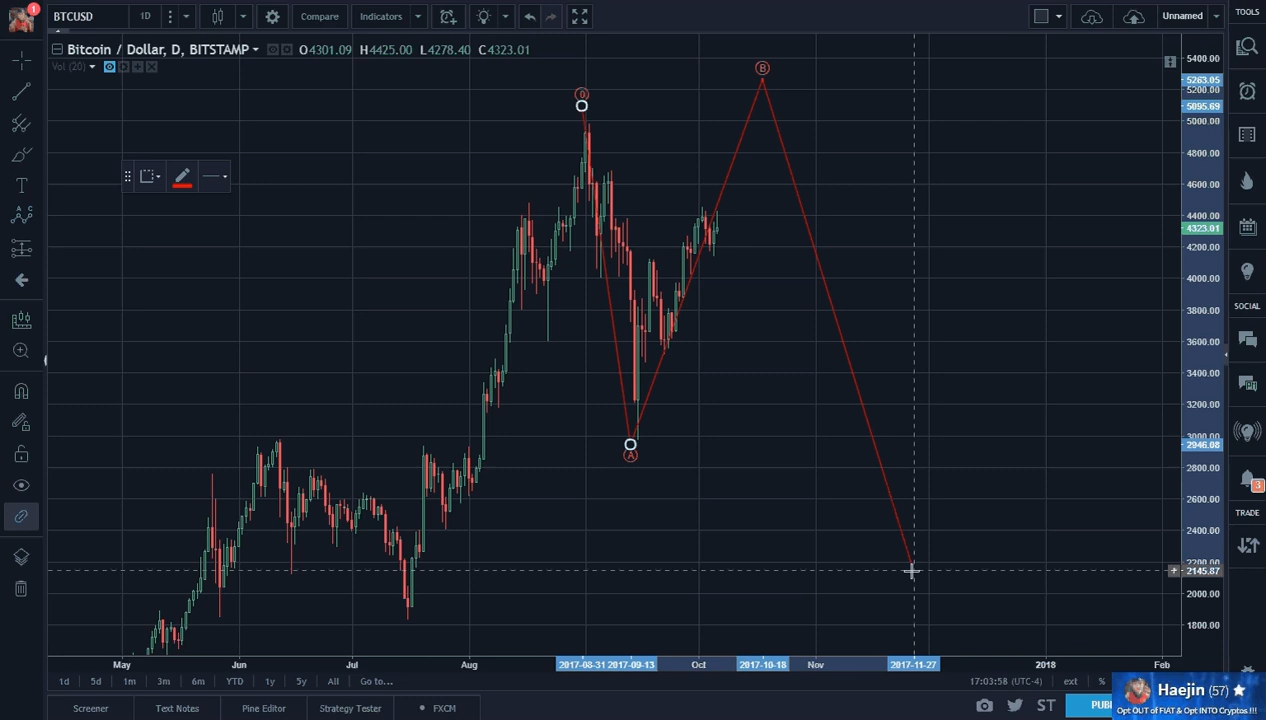 1
BTCUSD
1D
Compare
Indicators
Unnamed
TOOLS
Bitcoin / Dollar, D, BITSTAMP
O4301.09 H4425.00 L4278.40 C4323.01
Vol (20)
0
B
A
5400.00
5263.05
5200.00
5095.69
5000.00
4800.00
4600.00
4400.00
4323.01
4200.00
4000.00
3800.00
3600.00
3400.00
3200.00
3000.00
2946.08
2800.00
2600.00
2400.00
2200.00
2145.87
2000.00
1800.00
SOCIAL
3
TRADE
May
Jun
Jul
Aug
2017-08-31
2017-09-13
Oct
2017-10-18
Nov
2017-11-27
2018
Feb
1d 5d 1m 3m 6m YTD 1y 5y All Go to...
17:03:58 (UTC-4) ext %
Screener
Text Notes
Pine Editor
Strategy Tester
FXCM
ST
Haejin (57)
Opt OUT of FIAT & Opt INTO Cryptos !!!